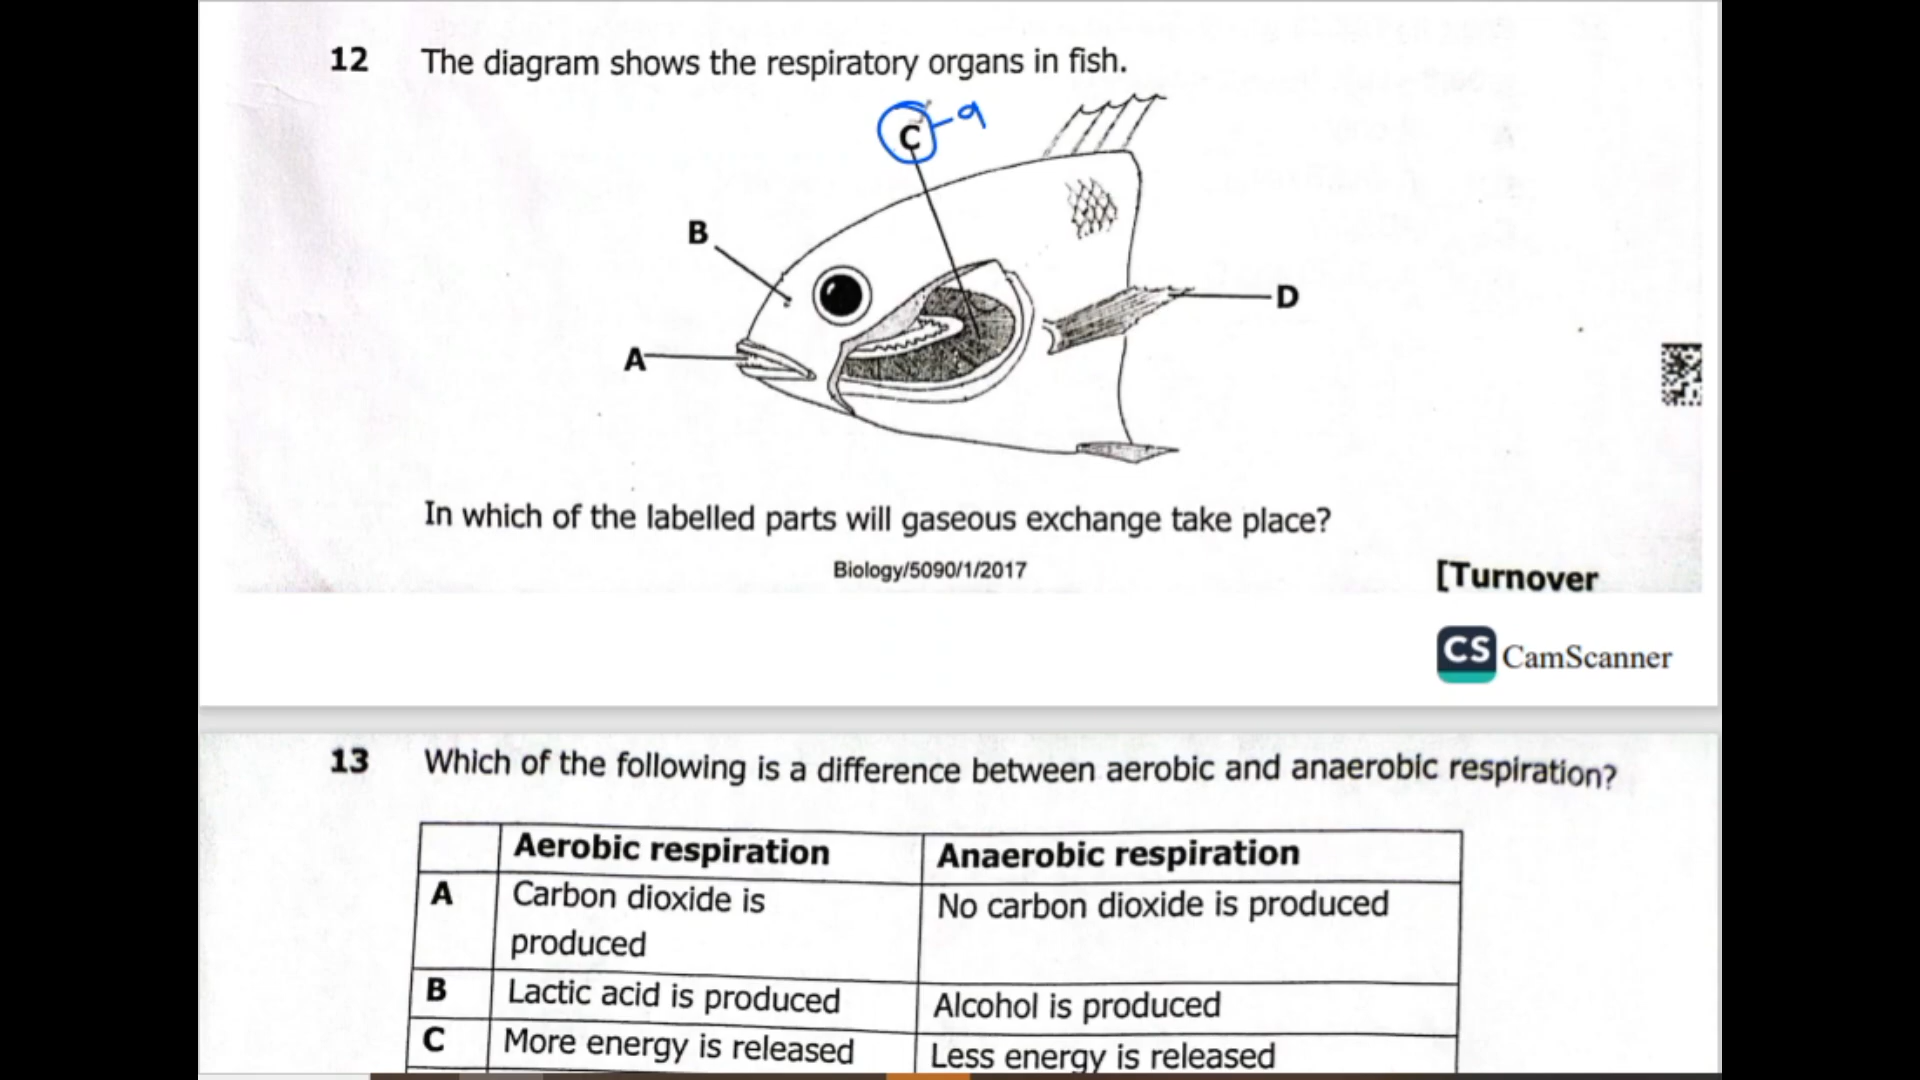 12 The diagram shows the respiratory organs in fish.
C - 9
B
D
A
In which of the labelled parts will gaseous exchange take place?
Biology/5090/1/2017
[Turnover
CS CamScanner
13 Which of the following is a difference between aerobic and anaerobic respiration?
Aerobic respiration Anaerobic respiration
A Carbon dioxide is produced No carbon dioxide is produced
B Lactic acid is produced Alcohol is produced
C More energy is released Less energy is released